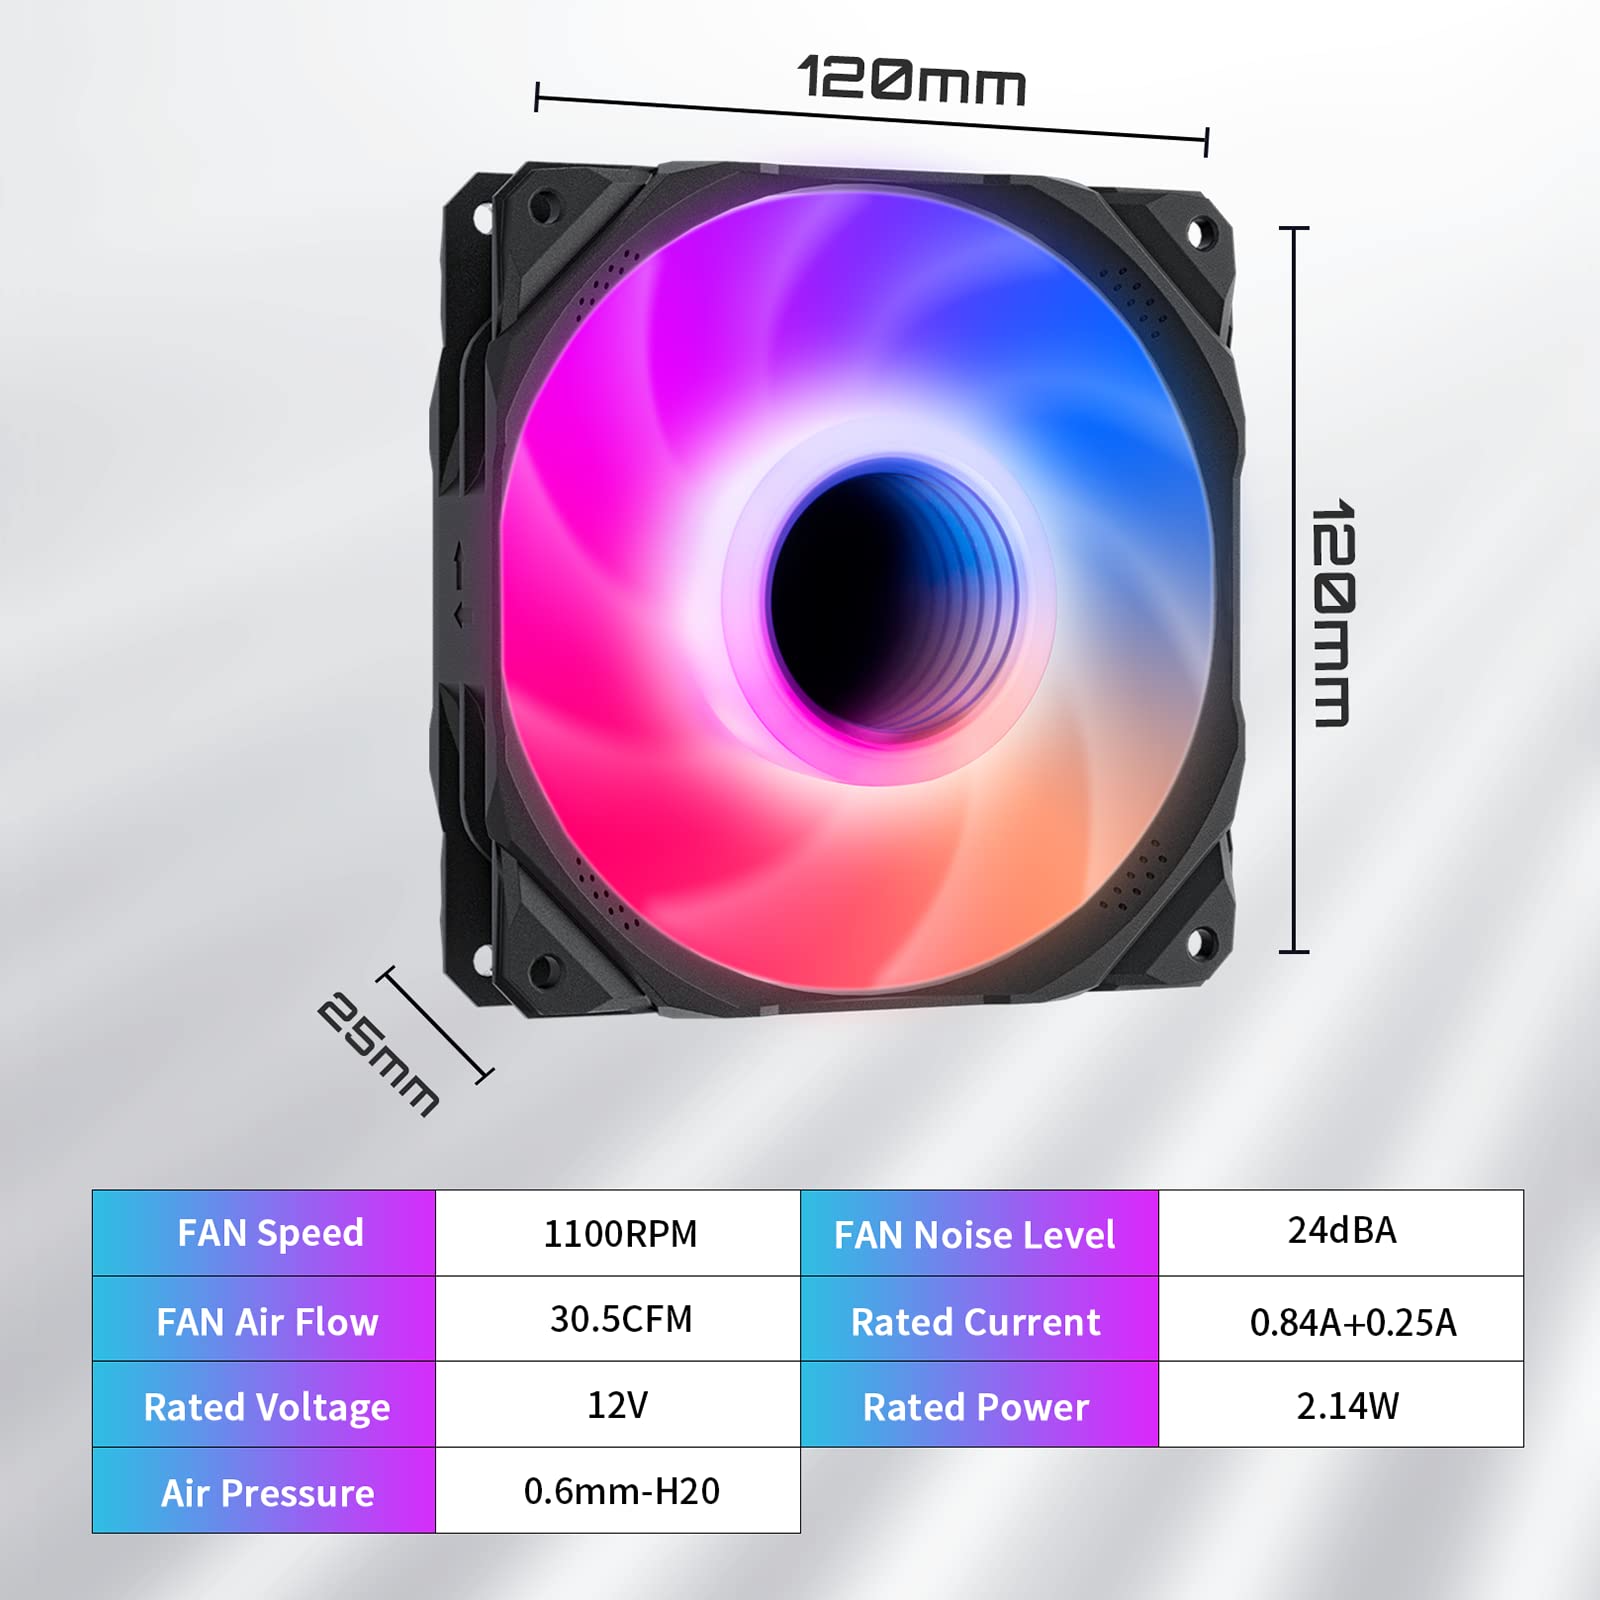 120mm
120mm
25mm
FAN Speed
1100RPM
FAN Noise Level
24dBA
FAN Air Flow
30.5CFM
Rated Current
0.84A+0.25A
Rated Voltage
12V
Rated Power
2.14W
Air Pressure
0.6mm-H20